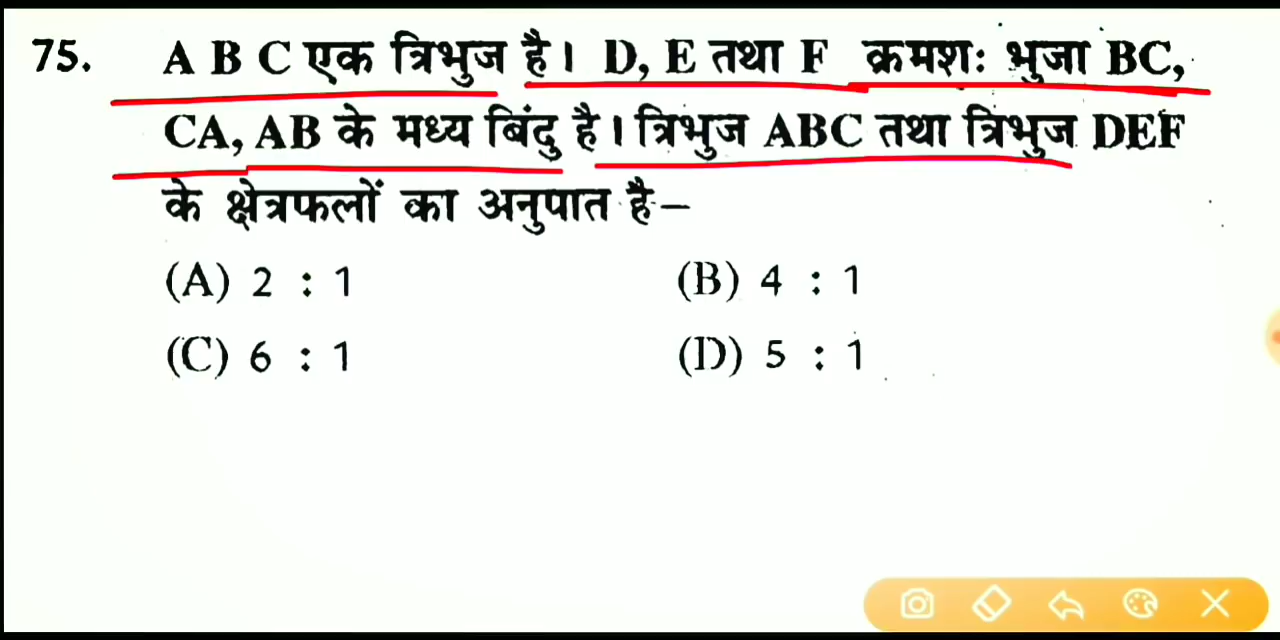 75. A B C एक त्रिभुज है। D, E तथा F क्रमशः भुजा BC,
CA, AB के मध्य बिंदु है। त्रिभुज ABC तथा त्रिभुज DEF
के क्षेत्रफलों का अनुपात है–
(A) 2 : 1 (B) 4 : 1
(C) 6 : 1 (D) 5 : 1